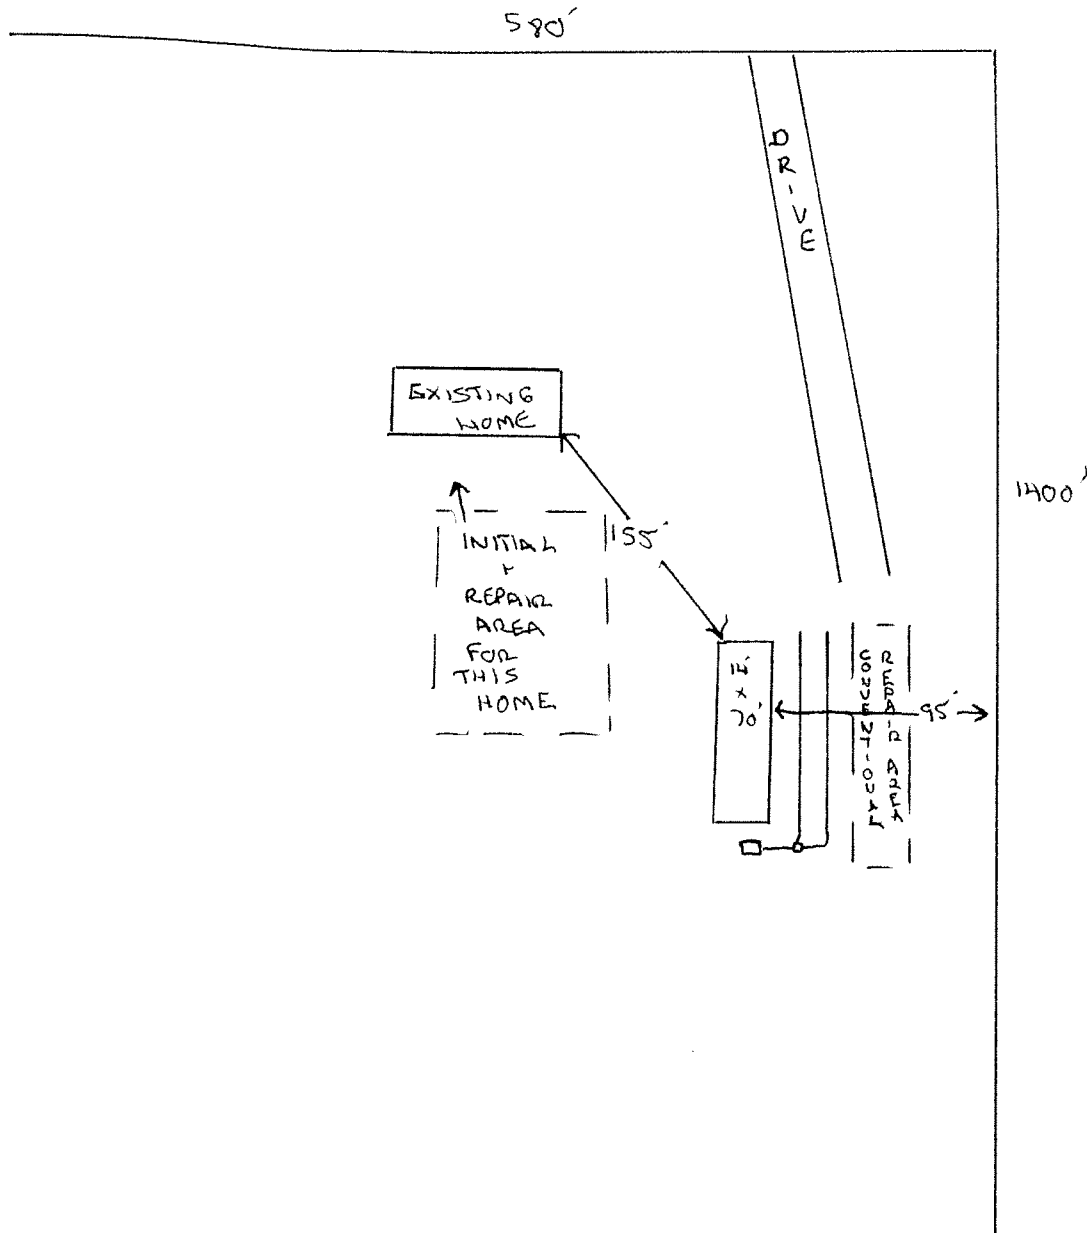 580'
DRIVE
EXISTING
HOME
1400'
155'
INITIAL
+
REPAIR
AREA
FOR
THIS
HOME
14'
x
70'
CONVENTIONAL
REPAIR AREA
95'